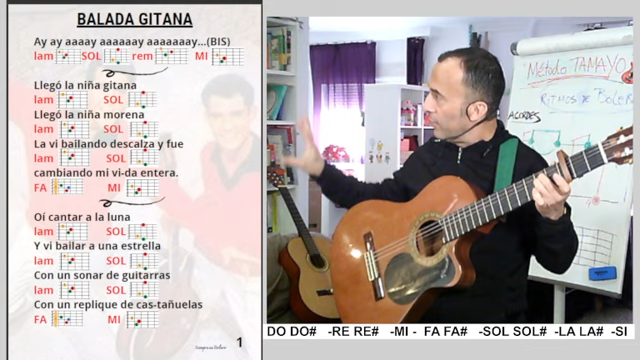 BALADA GITANA
Ay ay aaaay aaaaaay aaaaaaay...(BIS)
lam SOL rem MI
Llegó la niña gitana
lam SOL
Llegó la niña morena
lam SOL
La vi bailando descalza y fue
lam SOL
cambiando mi vi-da entera.
FA MI
Oí cantar a la luna
lam SOL
Y vi bailar a una estrella
lam SOL
Con un sonar de guitarras
lam SOL
Con un replique de cas-tañuelas
FA MI
1
Método TAMAYO
RITMOS X BOLER
ACORDES
DO DO# -RE RE# -MI - FA FA# -SOL SOL# -LA LA# -SI